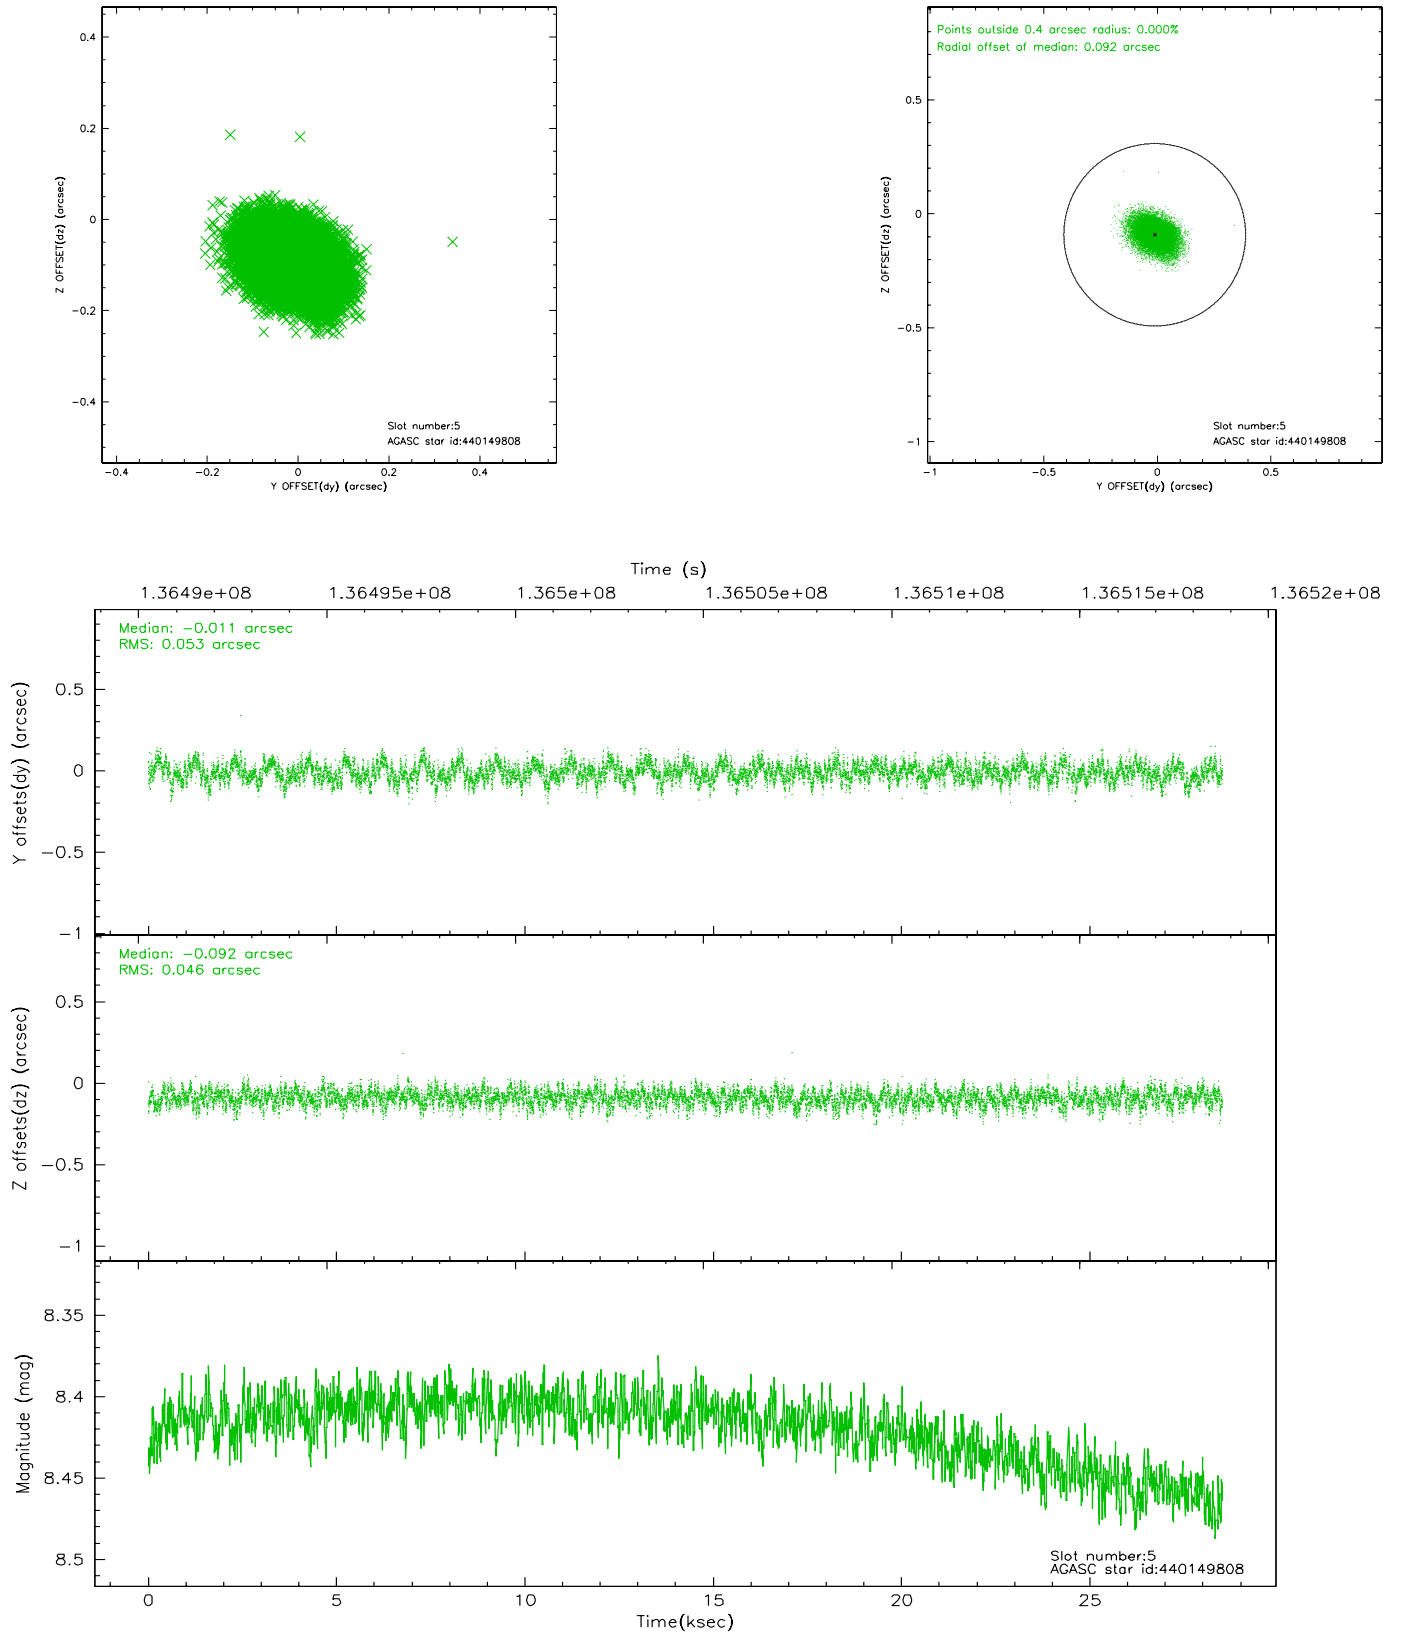 0.4
0.2
0
−0.2
−0.4
Z OFFSET(dz) (arcsec)
Slot number:5
AGASC star id:440149808
−0.4 −0.2 0 0.2 0.4
Y OFFSET(dy) (arcsec)
Points outside 0.4 arcsec radius: 0.000%
Radial offset of median: 0.092 arcsec
0.5
0
−0.5
−1
Z OFFSET(dz) (arcsec)
Slot number:5
AGASC star id:440149808
−1 −0.5 0 0.5
Y OFFSET(dy) (arcsec)
Time (s)
1.3649e+08 1.36495e+08 1.365e+08 1.36505e+08 1.3651e+08 1.36515e+08 1.3652e+08
Median: −0.011 arcsec
RMS: 0.053 arcsec
0.5
0
−0.5
−1
Y offsets(dy) (arcsec)
Median: −0.092 arcsec
RMS: 0.046 arcsec
0.5
0
−0.5
−1
Z offsets(dz) (arcsec)
8.35
8.4
8.45
8.5
Magnitude (mag)
Slot number:5
AGASC star id:440149808
0 5 10 15 20 25
Time(ksec)